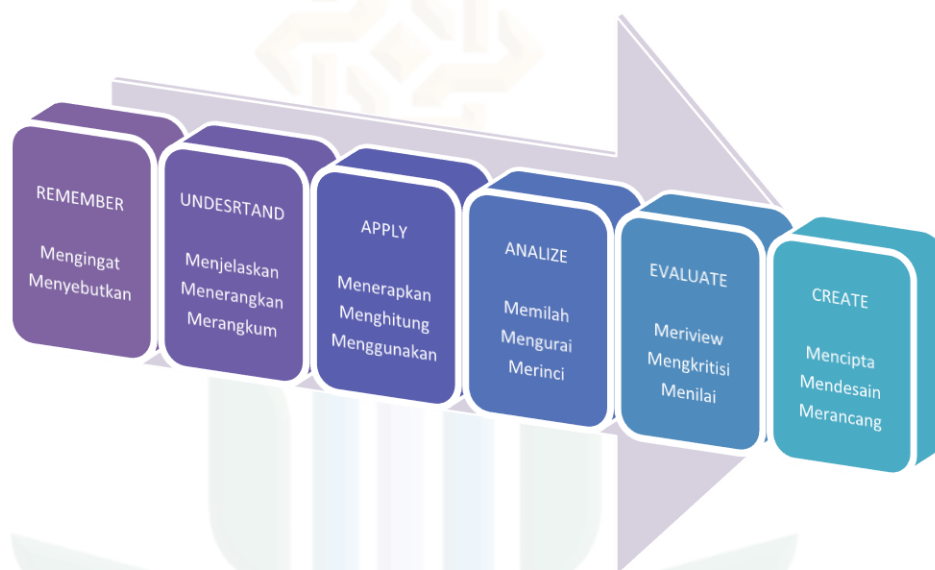 REMEMBER
Mengingat
Menyebutkan
UNDESRTAND
Menjelaskan
Menerangkan
Merangkum
APPLY
Menerapkan
Menghitung
Menggunakan
ANALIZE
Memilah
Mengurai
Merinci
EVALUATE
Meriview
Mengkritisi
Menilai
CREATE
Mencipta
Mendesain
Merancang